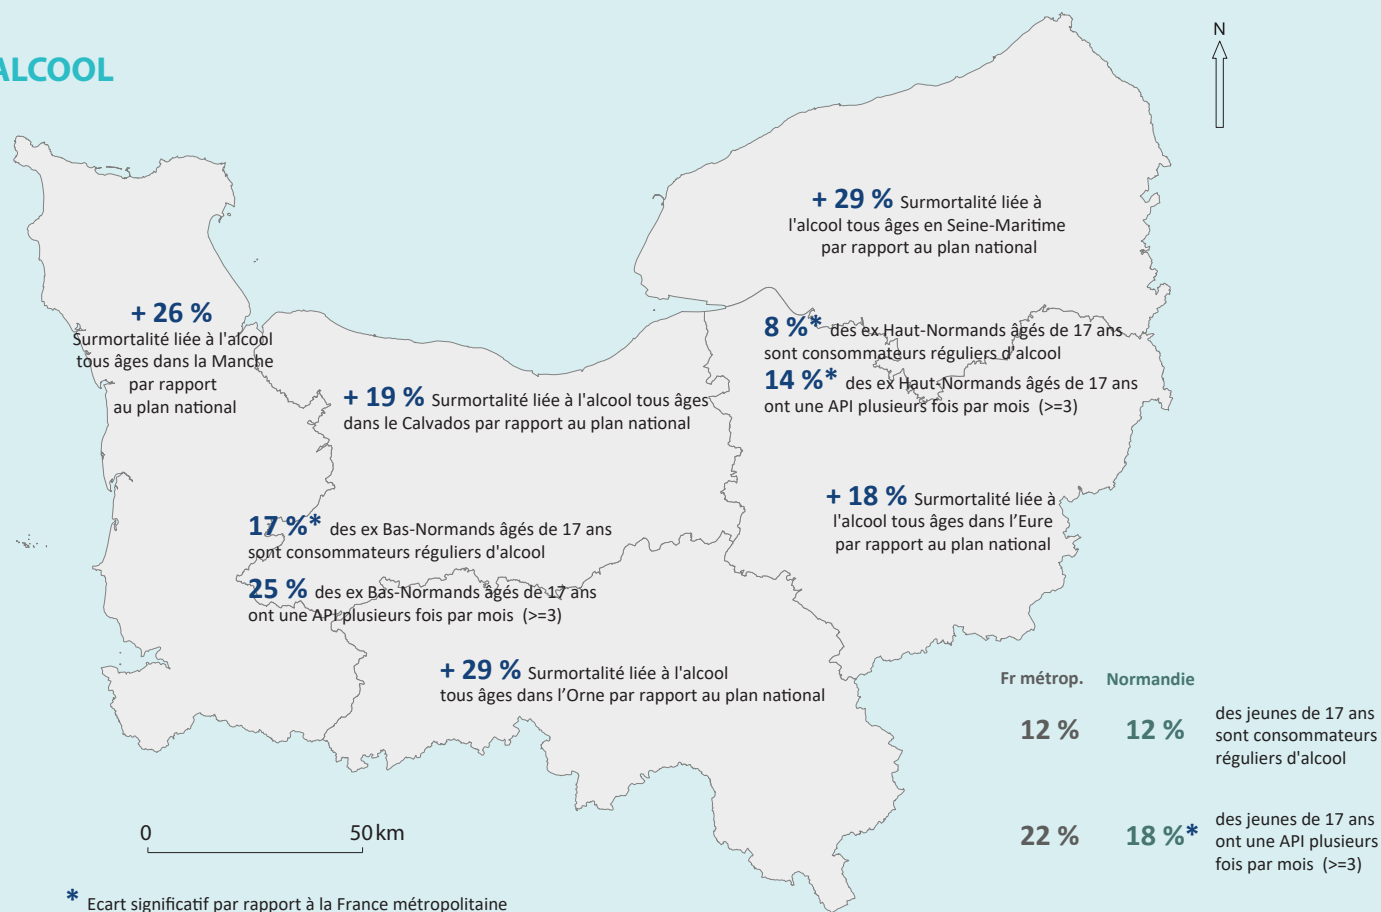 ALCOOL
N
+ 29 % Surmortalité liée à
l'alcool tous âges en Seine-Maritime
par rapport au plan national
+ 26 %
Surmortalité liée à l'alcool
tous âges dans la Manche
par rapport
au plan national
8 %* des ex Haut-Normands âgés de 17 ans
sont consommateurs réguliers d'alcool
14 %* des ex Haut-Normands âgés de 17 ans
ont une API plusieurs fois par mois (>=3)
+ 19 % Surmortalité liée à l'alcool tous âges
dans le Calvados par rapport au plan national
+ 18 % Surmortalité liée à
l'alcool tous âges dans l’Eure
par rapport au plan national
17 %* des ex Bas-Normands âgés de 17 ans
sont consommateurs réguliers d'alcool
25 % des ex Bas-Normands âgés de 17 ans
ont une API plusieurs fois par mois (>=3)
+ 29 % Surmortalité liée à l'alcool
tous âges dans l’Orne par rapport au plan national
Fr métrop. Normandie
12 % 12 % des jeunes de 17 ans
sont consommateurs
réguliers d'alcool
22 % 18 %* des jeunes de 17 ans
ont une API plusieurs
fois par mois (>=3)
0 50 km
* Ecart significatif par rapport à la France métropolitaine